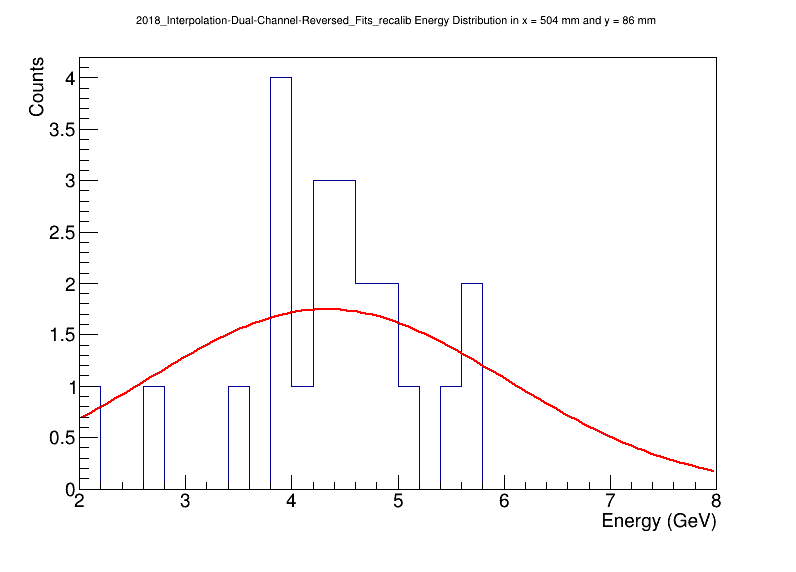 2018_Interpolation-Dual-Channel-Reversed_Fits_recalib Energy Distribution in x = 504 mm and y = 86 mm
Counts
4
3.5
3
2.5
2
1.5
1
0.5
0
2 3 4 5 6 7 8
Energy (GeV)